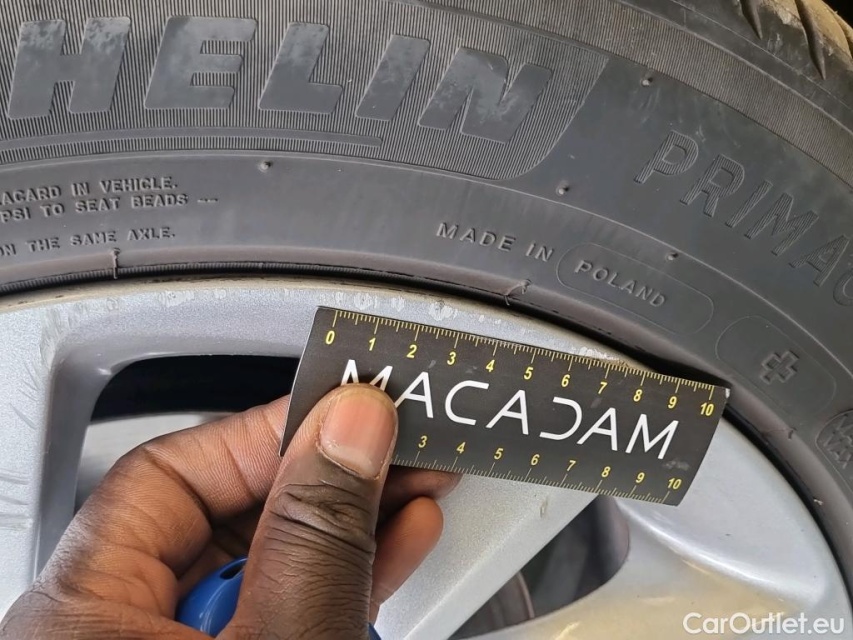 HELIN
PRIMAC
ACARD IN VEHICLE.
PSI TO SEAT BEADS --
ON THE SAME AXLE.
MADE IN POLAND
0 1 2 3 4 5 6 7 8 9 10
MACADAM
3 4 5 6 7 8 9 10
CarOutlet.eu